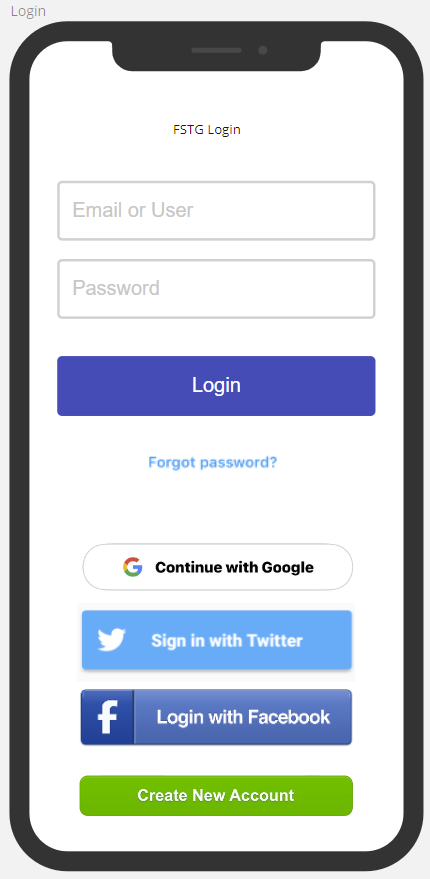 Login
FSTG Login
Email or User
Password
Login
Forgot password?
Continue with Google
Sign in with Twitter
Login with Facebook
Create New Account